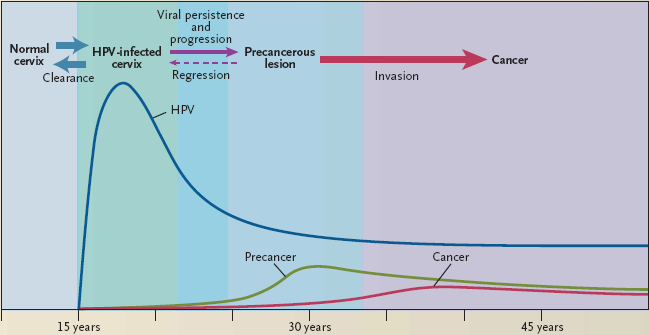 Viral persistence
and
progression
Normal
cervix
HPV-infected
cervix
Precancerous
lesion
Cancer
Clearance
Regression
Invasion
HPV
Precancer
Cancer
15 years
30 years
45 years